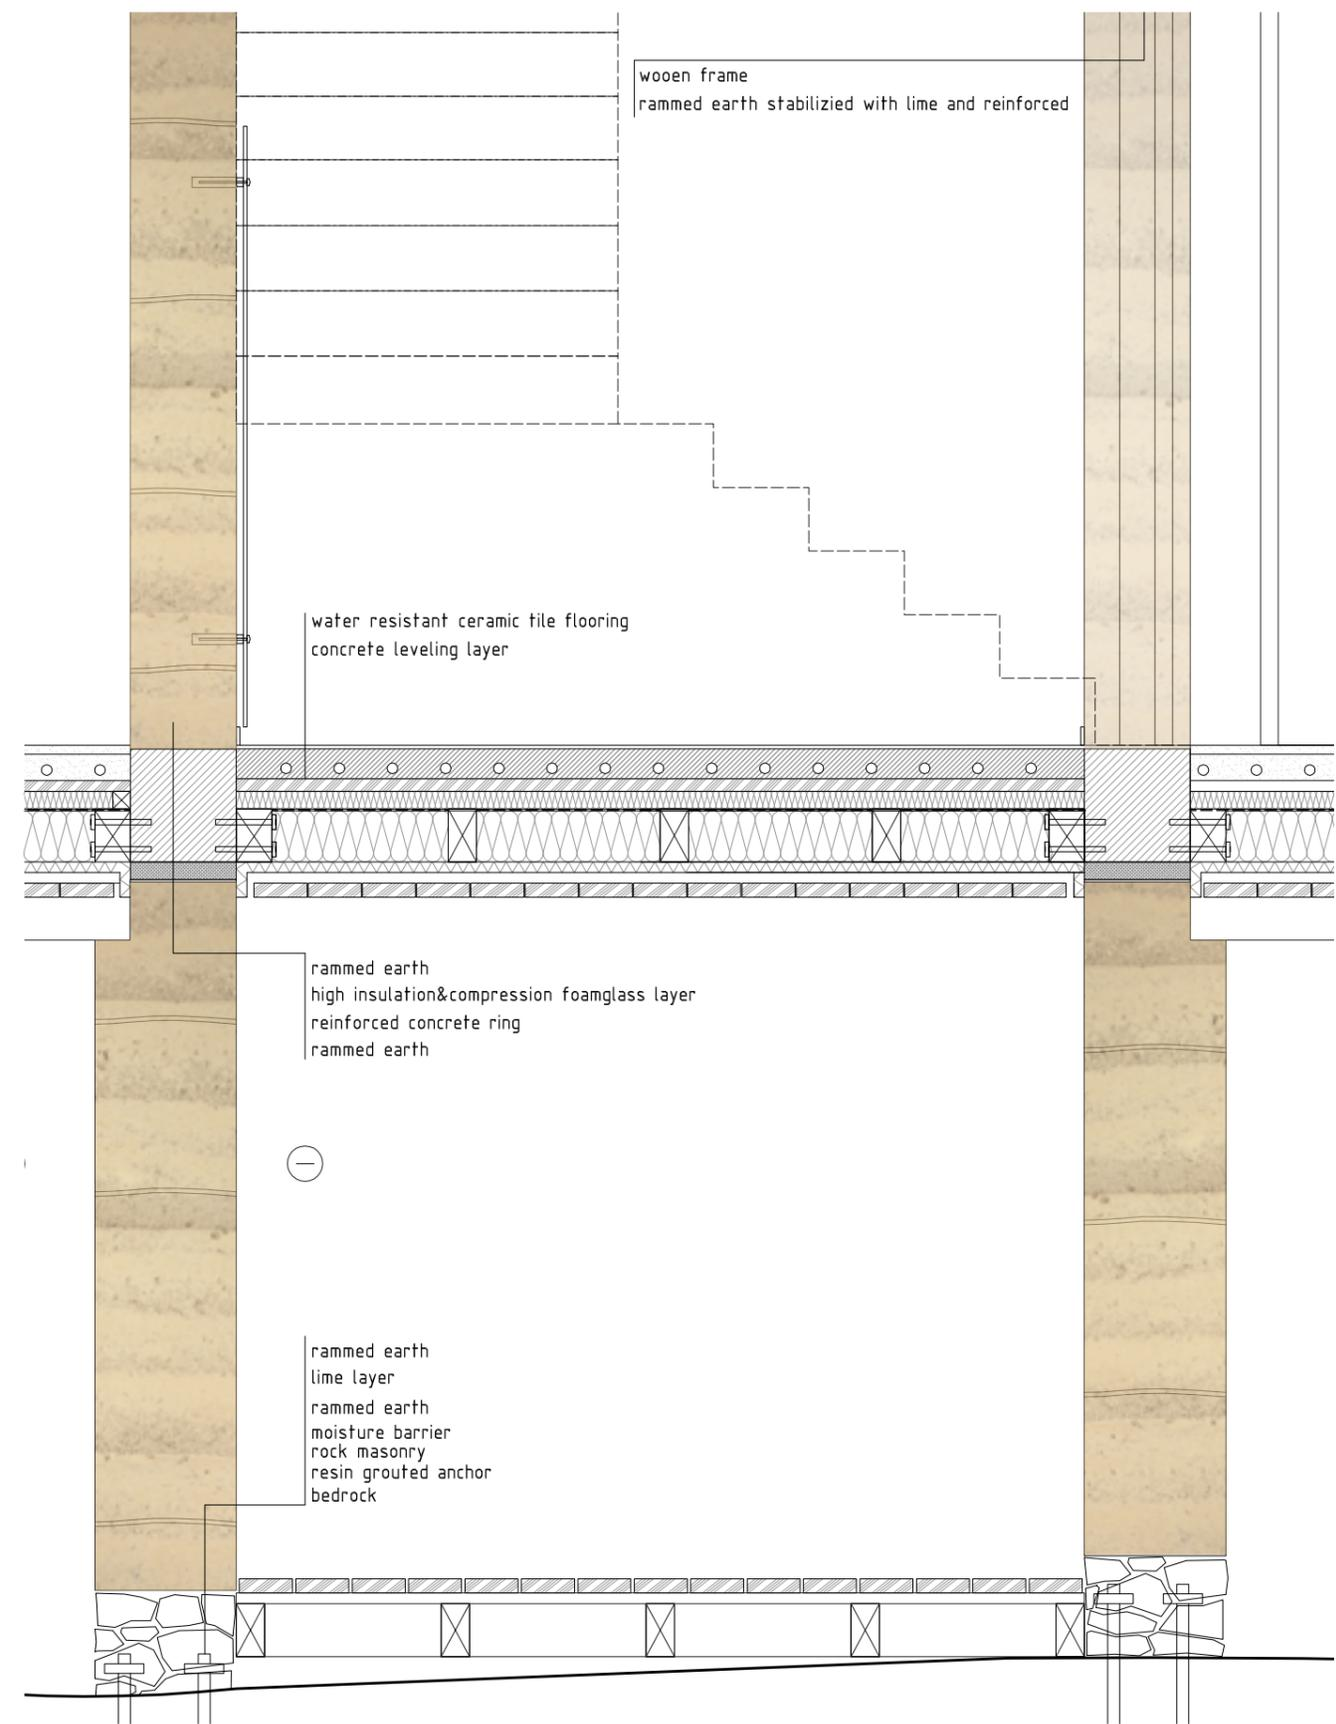 wooen frame
rammed earth stabilizied with lime and reinforced
water resistant ceramic tile flooring
concrete leveling layer
rammed earth
high insulation&compression foamglass layer
reinforced concrete ring
rammed earth
rammed earth
lime layer
rammed earth
moisture barrier
rock masonry
resin grouted anchor
bedrock